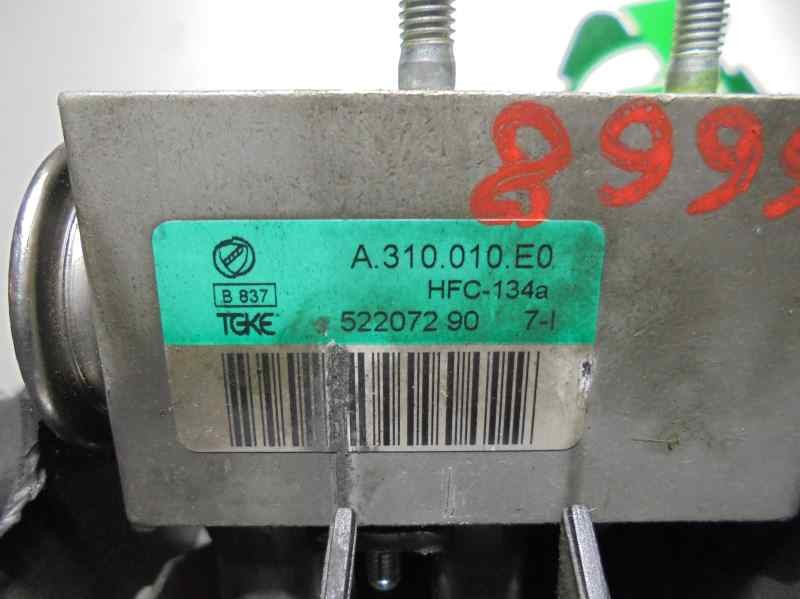 8999
A.310.010.E0
B 837
HFC-134a
TGKE
522072 90 7-I